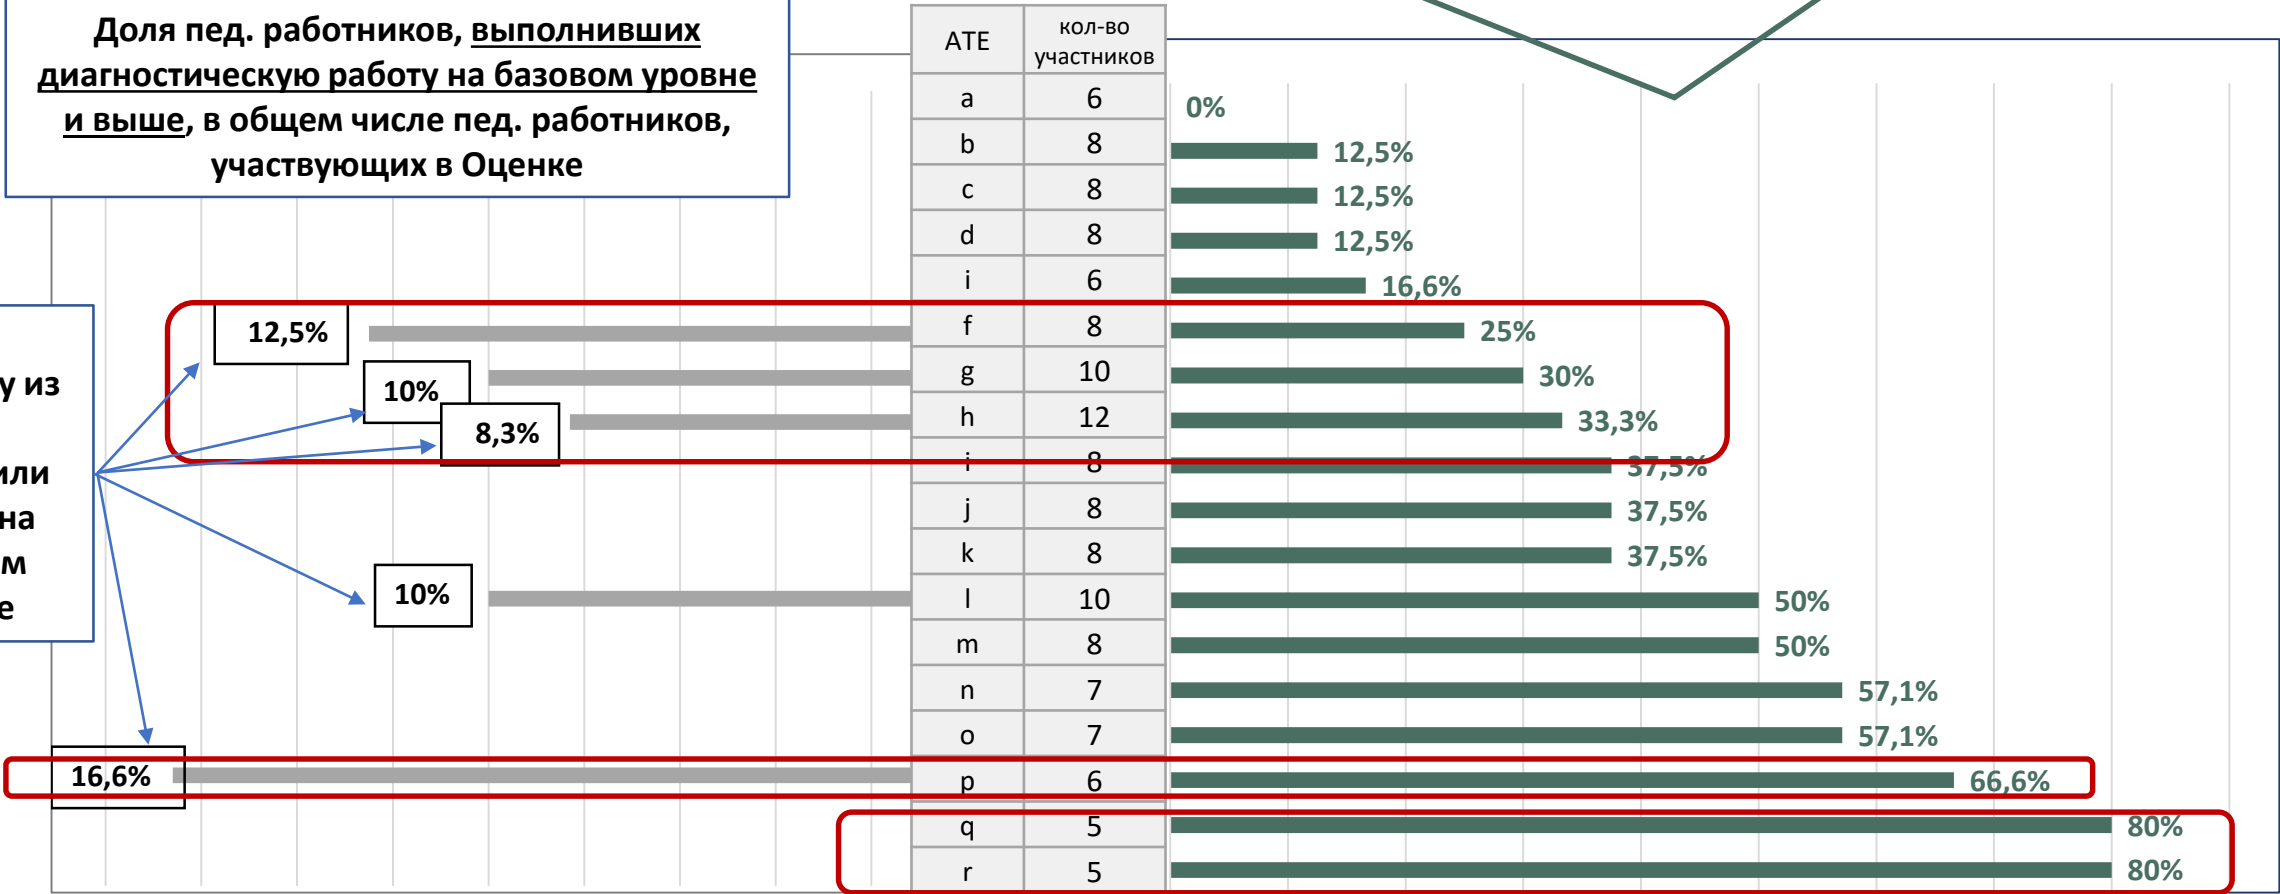 Доля пед. работников, выполнивших
диагностическую работу на базовом уровне
и выше, в общем числе пед. работников,
участвующих в Оценке
АТЕ кол-во
участников
a 6 0%
b 8 12,5%
c 8 12,5%
d 8 12,5%
i 6 16,6%
12,5% f 8 25%
10% g 10 30%
8,3% h 12 33,3%
i 8 37,5%
j 8 37,5%
k 8 37,5%
10% l 10 50%
m 8 50%
n 7 57,1%
o 7 57,1%
16,6% p 6 66,6%
q 5 80%
r 5 80%
из
на